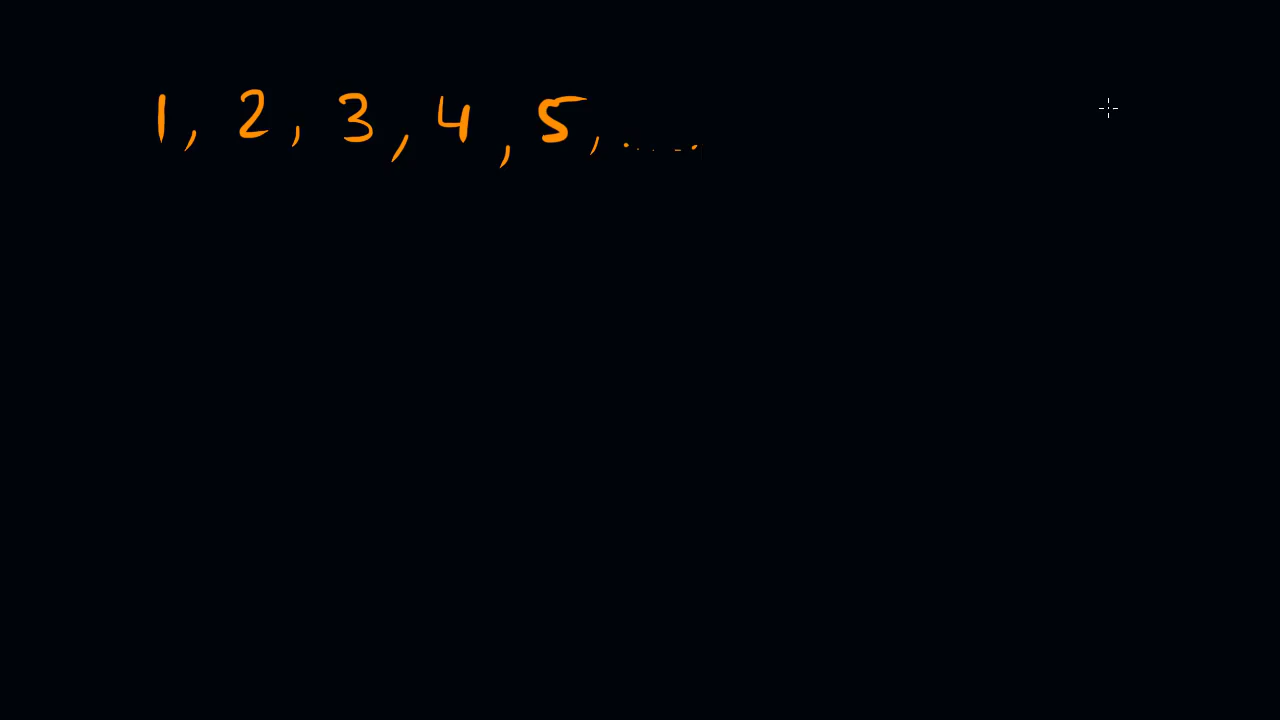 1, 2, 3, 4, 5, .....